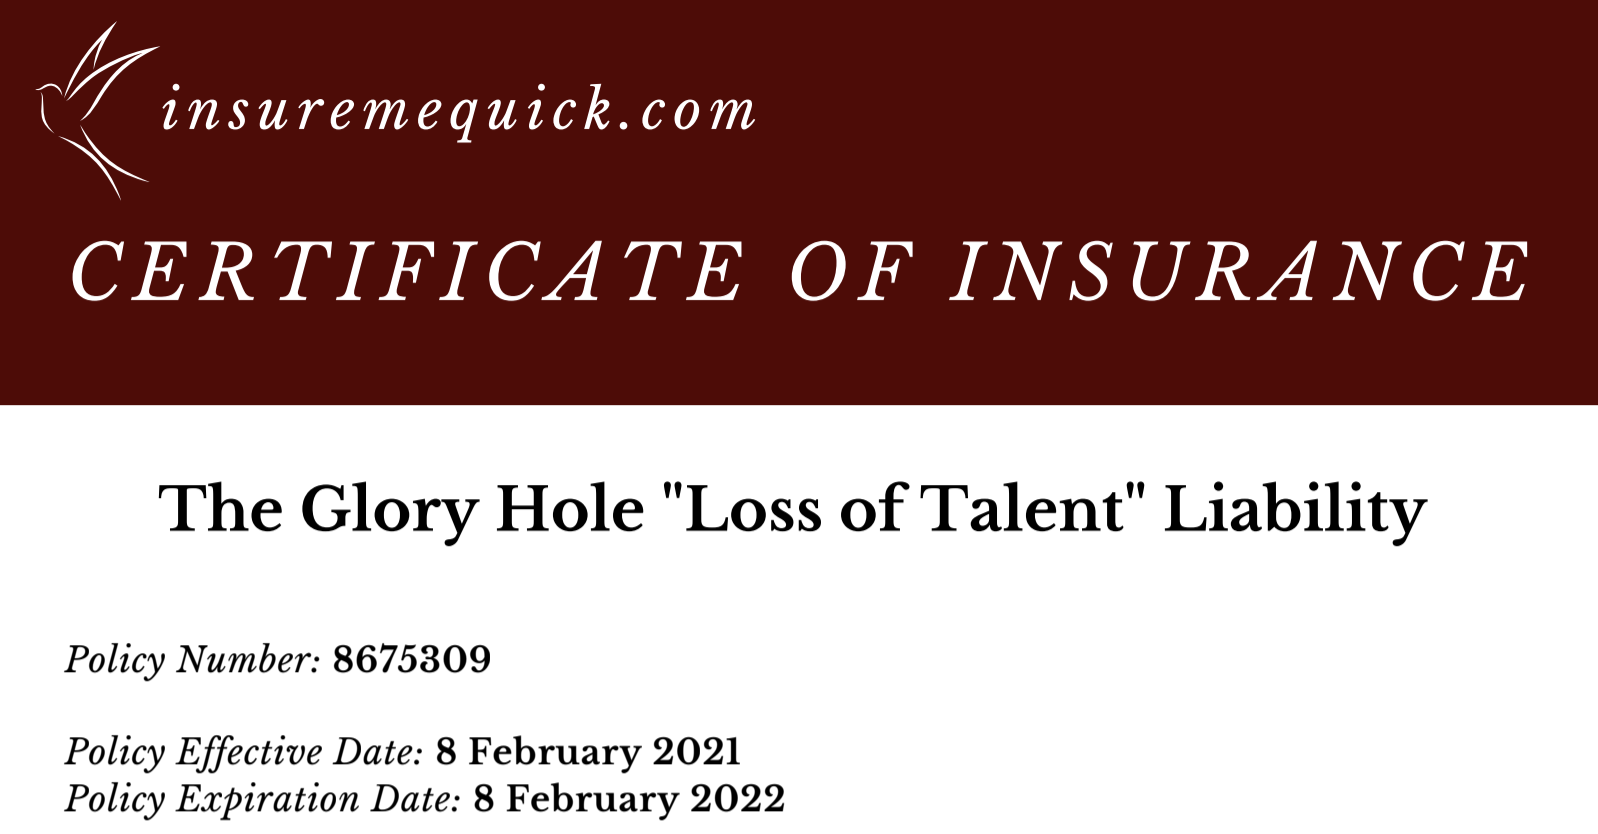 insuremequick.com
CERTIFICATE OF INSURANCE
The Glory Hole "Loss of Talent" Liability
Policy Number: 8675309
Policy Effective Date: 8 February 2021
Policy Expiration Date: 8 February 2022